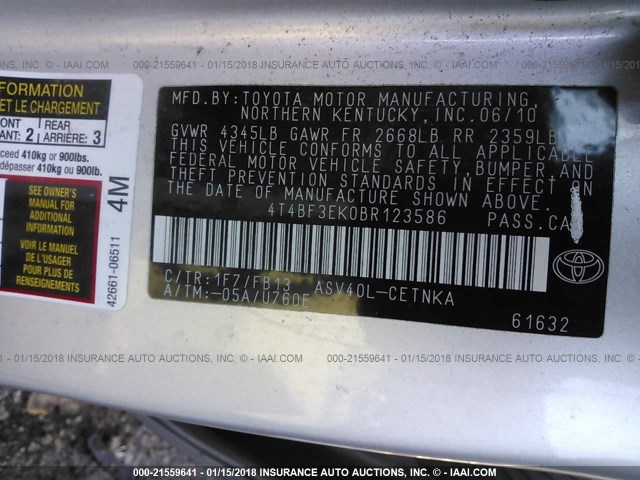 000-21559641 - 01/15/2018 INSURANCE AUTO AUCTIONS, INC. - © IAAI.COM
NFORMATION
ET LE CHARGEMENT
ONT 2 REAR 3
ANT: ARRIÈRE:
ceed 410kg or 900lbs.
dépasser 410kg ou 900lb.
SEE OWNER'S
MANUAL FOR
ADDITIONAL
INFORMATION
VOIR LE MANUEL
DE L'USAGER
POUR PLUS DE
4M
42661-06511
MFD.BY:TOYOTA MOTOR MANUFACTURING,
NORTHERN KENTUCKY, INC.06/10
GVWR 4345LB GAWR FR 2668LB RR 2359LB
THIS VEHICLE CONFORMS TO ALL APPLICABLE
FEDERAL MOTOR VEHICLE SAFETY,BUMPER,AND
THEFT PREVENTION STANDARDS IN EFFECT ON
THE DATE OF MANUFACTURE SHOWN ABOVE.
4T4BF3EK0BR123586 PASS.CA
C/TR:1F7/FB13 ASV40L-CETNKA
A/TM:-05A/U760E
61632
TOYOTA
000-21559641 - 01/15/2018 INSURANCE AUTO AUCTIONS, INC. - © IAAI.COM
000-21559641 - 01/15/2018 INSURANCE AUTO AUCTIONS, INC. - © IAAI.COM